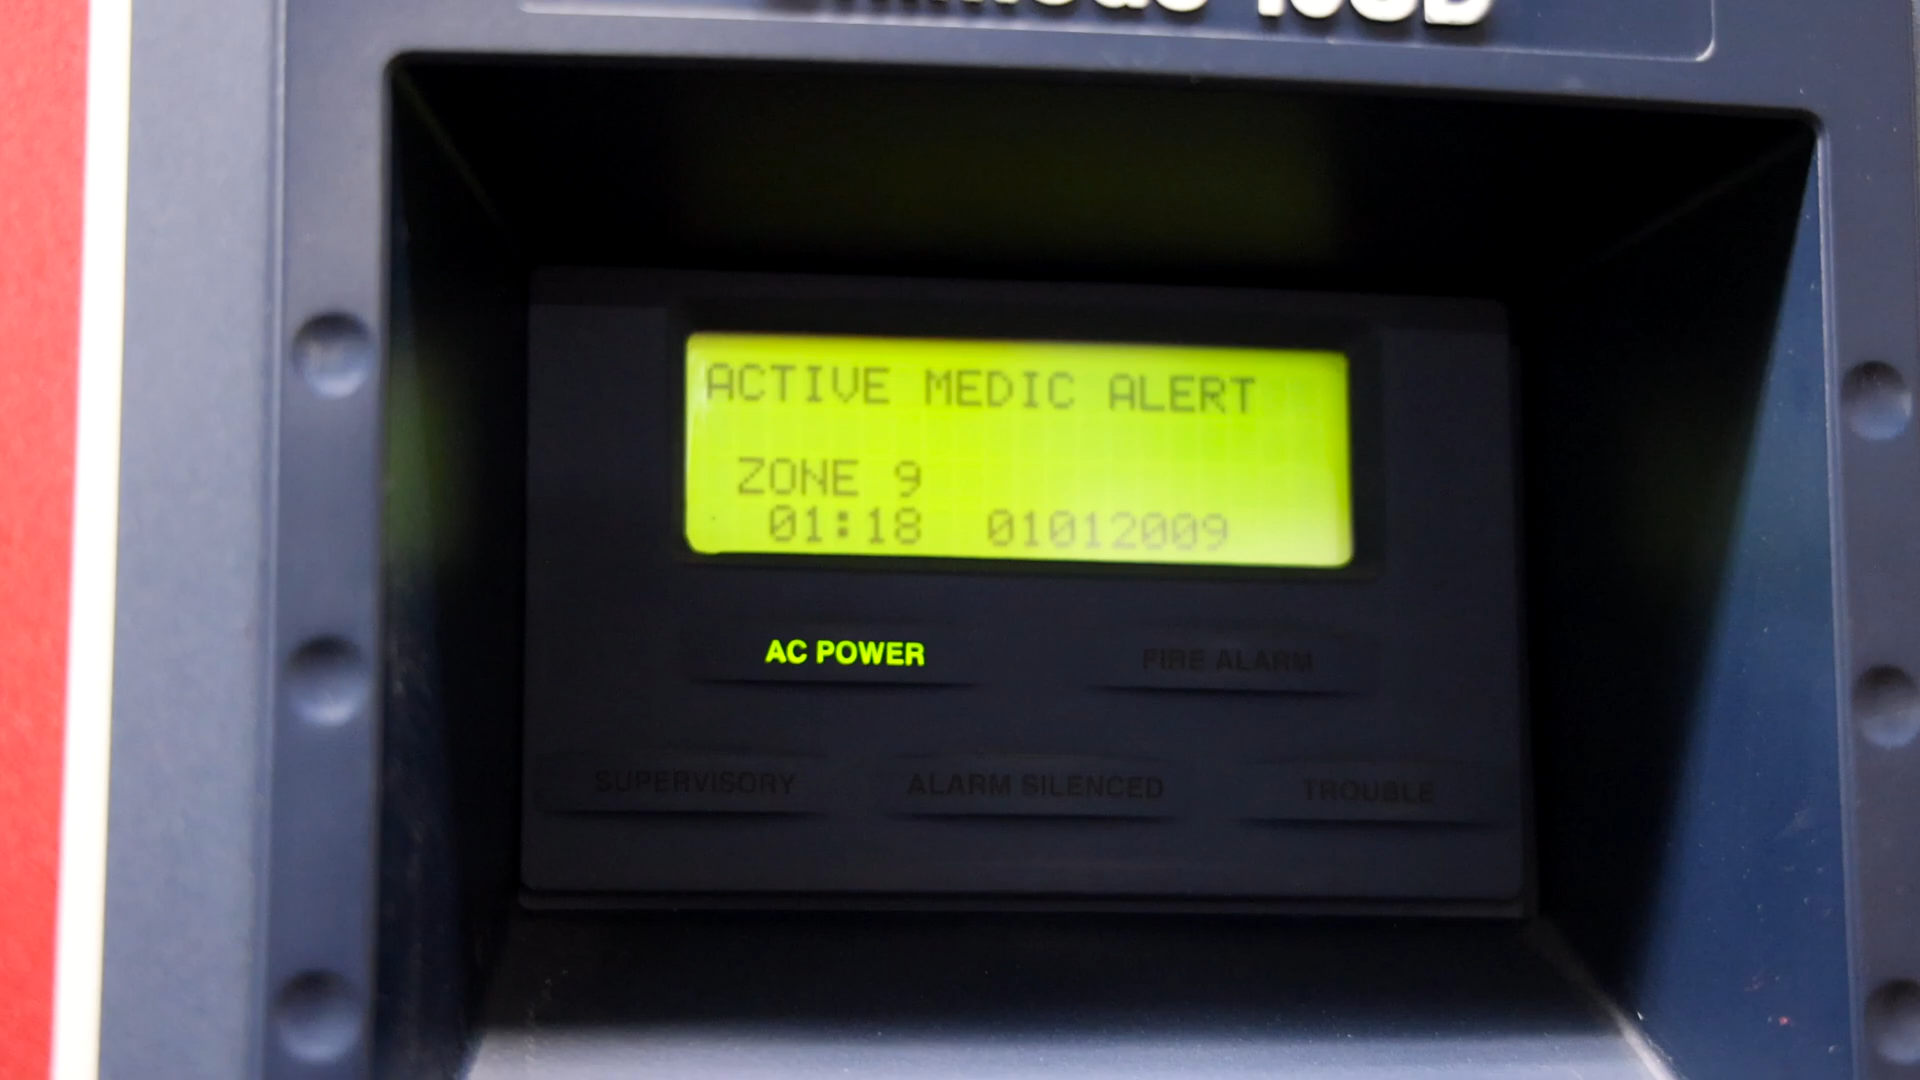 ACTIVE MEDIC ALERT
ZONE 9
01:18 01012009
AC POWER FIRE ALARM
SUPERVISORY ALARM SILENCED TROUBLE